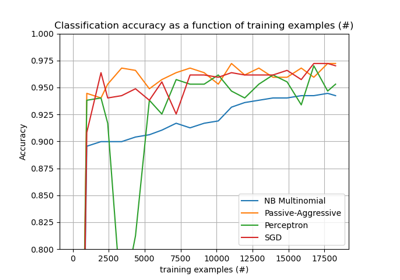 Classification accuracy as a function of training examples (#)
1.000
0.975
0.950
0.925
0.900
0.875
0.850
0.825
0.800
Accuracy
NB Multinomial
Passive-Aggressive
Perceptron
SGD
0 2500 5000 7500 10000 12500 15000 17500
training examples (#)